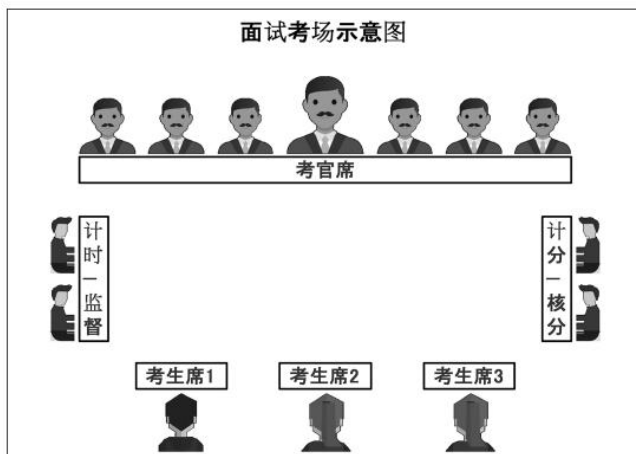 面试考场示意图
考官席
计时—监督
计分—核分
考生席1
考生席2
考生席3